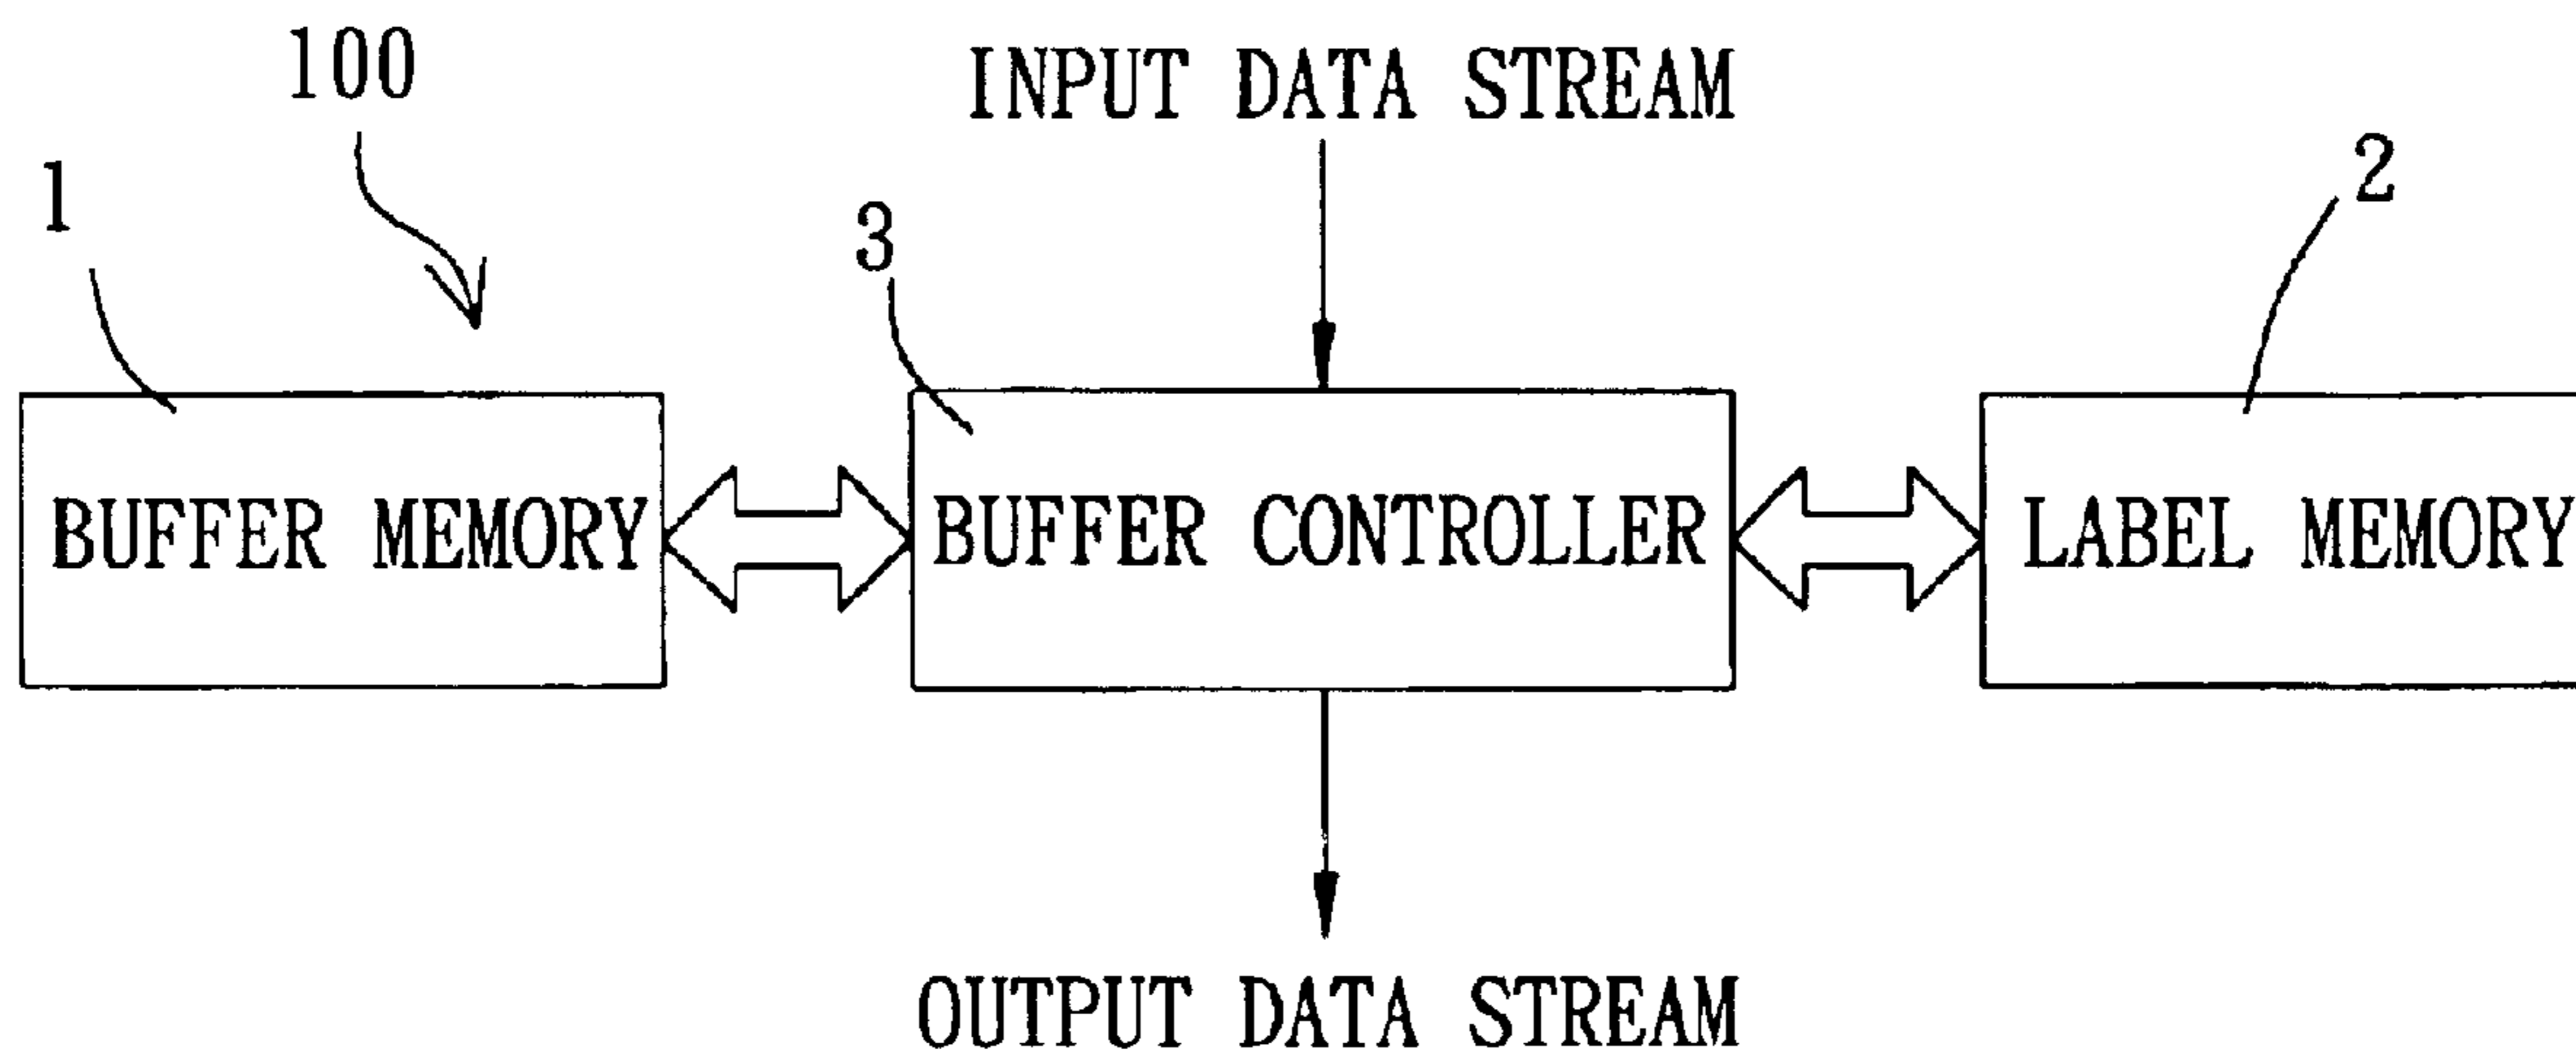 100
INPUT DATA STREAM
1
3
2
BUFFER MEMORY
BUFFER CONTROLLER
LABEL MEMORY
OUTPUT DATA STREAM